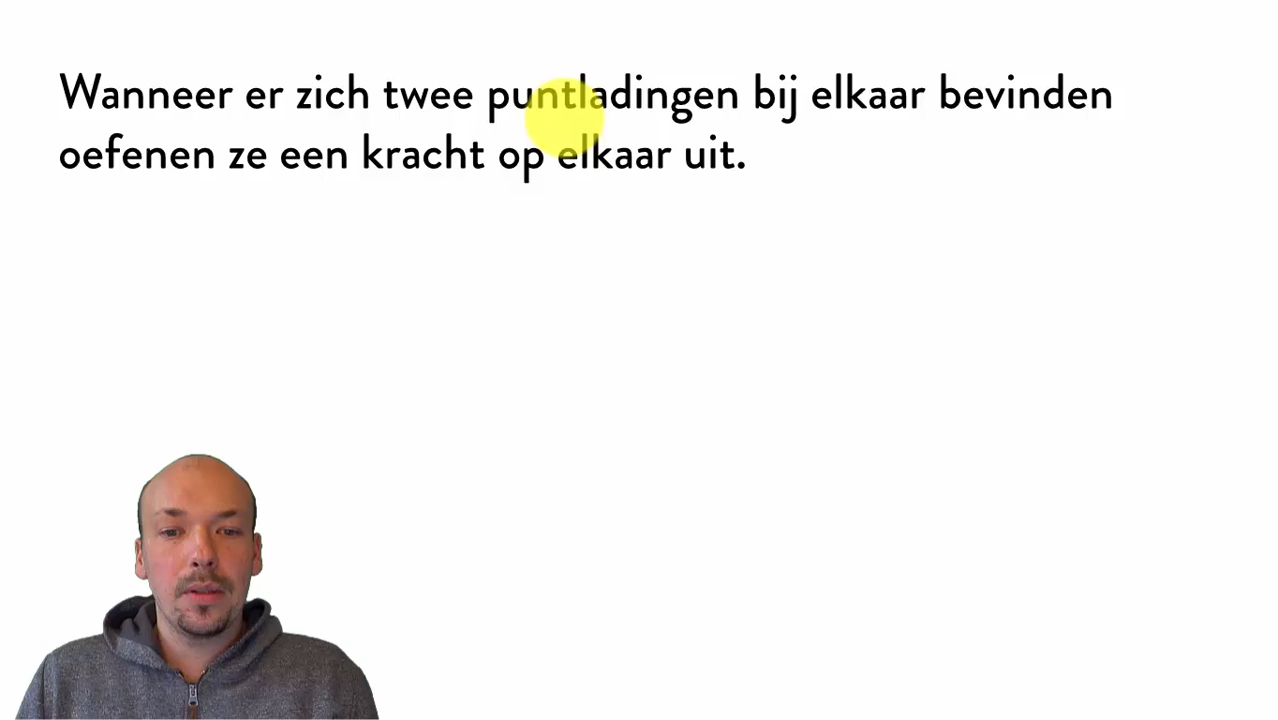 Wanneer er zich twee puntladingen bij elkaar bevinden
oefenen ze een kracht op elkaar uit.